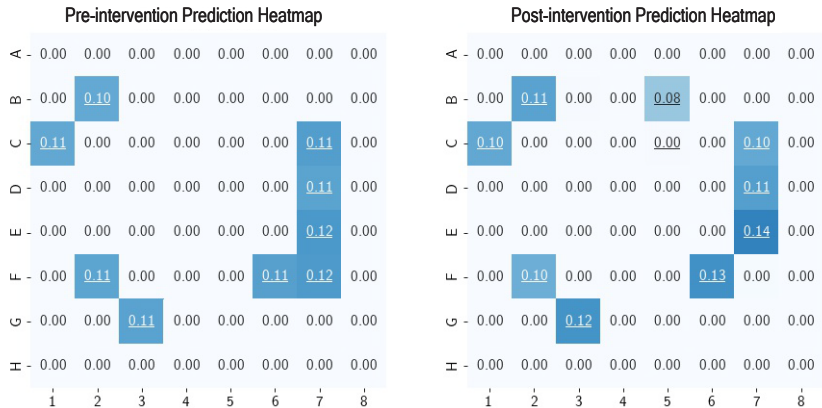 Pre-intervention Prediction Heatmap
A 0.00 0.00 0.00 0.00 0.00 0.00 0.00 0.00
B 0.00 0.10 0.00 0.00 0.00 0.00 0.00 0.00
C 0.11 0.00 0.00 0.00 0.00 0.00 0.11 0.00
D 0.00 0.00 0.00 0.00 0.00 0.00 0.11 0.00
E 0.00 0.00 0.00 0.00 0.00 0.00 0.12 0.00
F 0.00 0.11 0.00 0.00 0.00 0.11 0.12 0.00
G 0.00 0.00 0.11 0.00 0.00 0.00 0.00 0.00
H 0.00 0.00 0.00 0.00 0.00 0.00 0.00 0.00
1 2 3 4 5 6 7 8
Post-intervention Prediction Heatmap
A 0.00 0.00 0.00 0.00 0.00 0.00 0.00 0.00
B 0.00 0.11 0.00 0.00 0.08 0.00 0.00 0.00
C 0.10 0.00 0.00 0.00 0.00 0.00 0.10 0.00
D 0.00 0.00 0.00 0.00 0.00 0.00 0.11 0.00
E 0.00 0.00 0.00 0.00 0.00 0.00 0.14 0.00
F 0.00 0.10 0.00 0.00 0.00 0.13 0.00 0.00
G 0.00 0.00 0.12 0.00 0.00 0.00 0.00 0.00
H 0.00 0.00 0.00 0.00 0.00 0.00 0.00 0.00
1 2 3 4 5 6 7 8